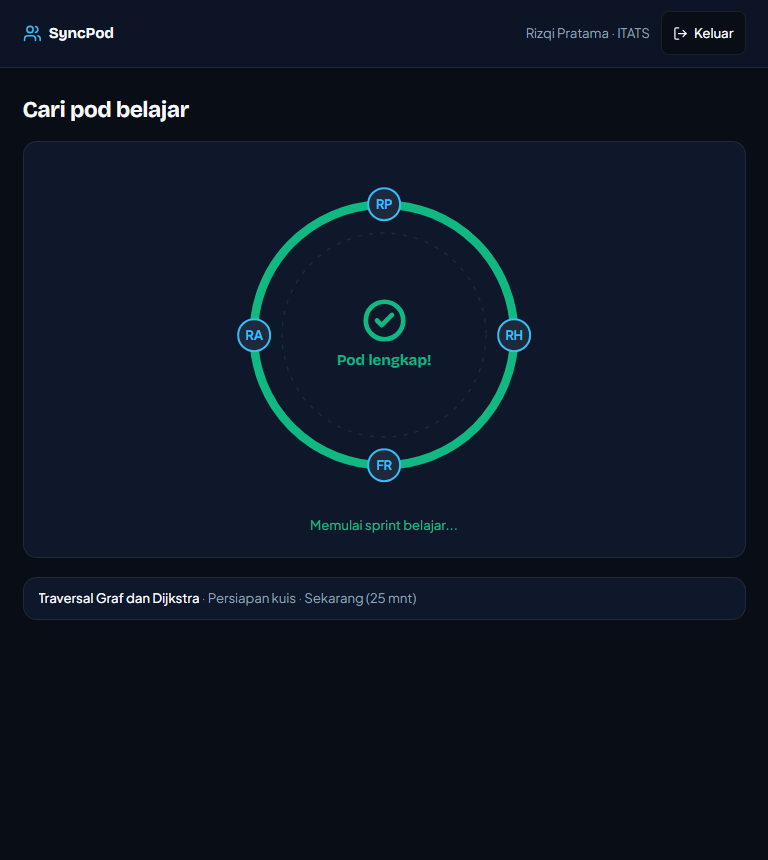 SyncPod
Rizqi Pratama · ITATS
Keluar
Cari pod belajar
RP
RA
RH
Pod lengkap!
FR
Memulai sprint belajar...
Traversal Graf dan Dijkstra · Persiapan kuis · Sekarang (25 mnt)